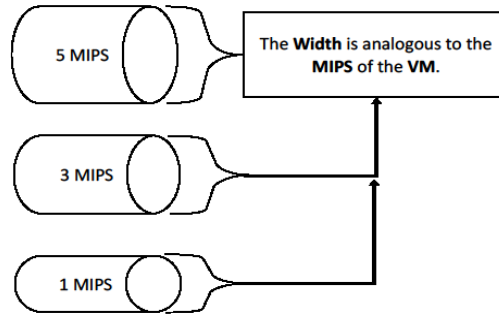 5 MIPS
The Width is analogous to the
MIPS of the VM.
3 MIPS
1 MIPS